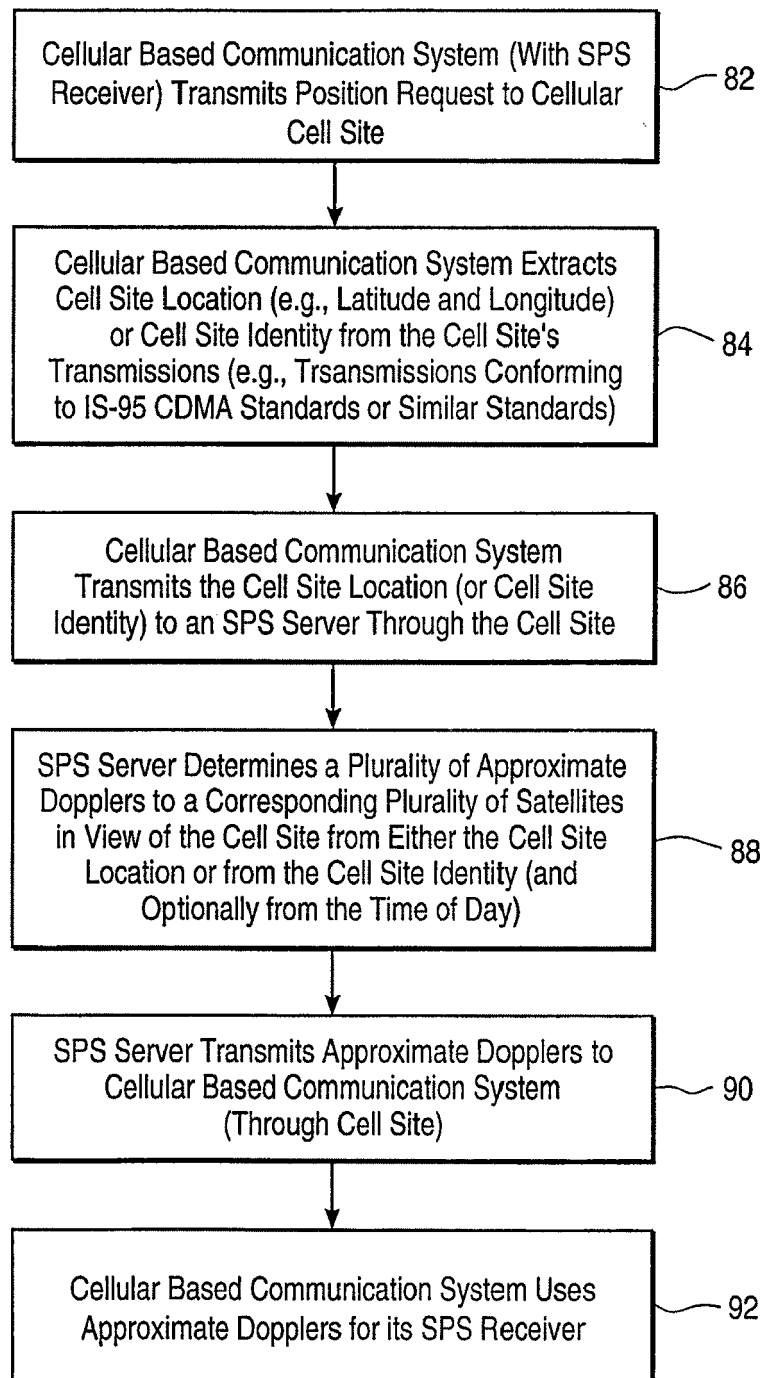 Cellular Based Communication System (With SPS
Receiver) Transmits Position Request to Cellular
Cell Site
82
Cellular Based Communication System Extracts
Cell Site Location (e.g., Latitude and Longitude)
or Cell Site Identity from the Cell Site's
Transmissions (e.g., Trsansmissions Conforming
to IS-95 CDMA Standards or Similar Standards)
84
Cellular Based Communication System
Transmits the Cell Site Location (or Cell Site
Identity) to an SPS Server Through the Cell Site
86
SPS Server Determines a Plurality of Approximate
Dopplers to a Corresponding Plurality of Satellites
in View of the Cell Site from Either the Cell Site
Location or from the Cell Site Identity (and
Optionally from the Time of Day)
88
SPS Server Transmits Approximate Dopplers to
Cellular Based Communication System
(Through Cell Site)
90
Cellular Based Communication System Uses
Approximate Dopplers for its SPS Receiver
92